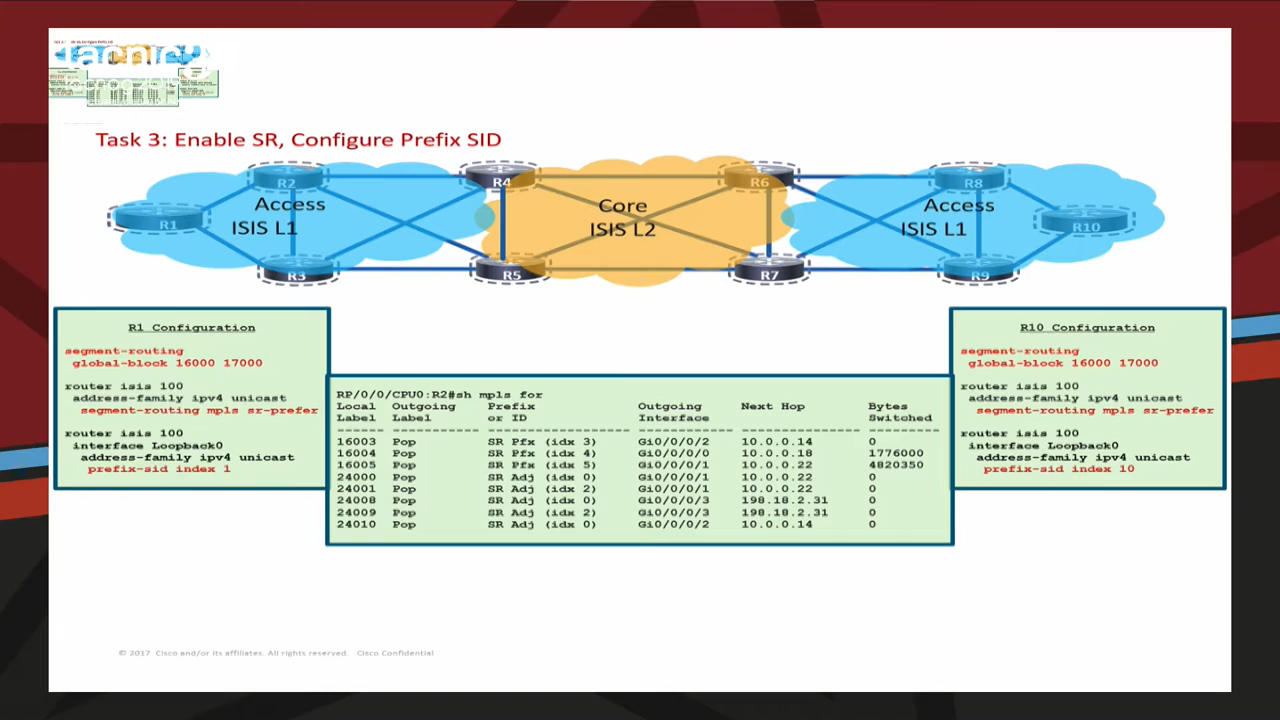 Task 3: Enable SR, Configure Prefix SID
R2
R4
R6
R8
Access
ISIS L1
Core
ISIS L2
Access
ISIS L1
R1
R10
R3
R5
R7
R9
R1 Configuration
segment-routing
global-block 16000 17000
router isis 100
address-family ipv4 unicast
segment-routing mpls sr-prefer
router isis 100
interface Loopback0
address-family ipv4 unicast
prefix-sid index 1
RP/0/0/CPU0:R2#sh mpls for
Local Outgoing Prefix Outgoing Next Hop Bytes
Label Label or ID Interface Switched
------ ----------- ------------------ ------------ --------------- ------------
16003 Pop SR Pfx (idx 3) Gi0/0/0/2 10.0.0.14 0
16004 Pop SR Pfx (idx 4) Gi0/0/0/0 10.0.0.18 1776000
16005 Pop SR Pfx (idx 5) Gi0/0/0/1 10.0.0.22 4820350
24000 Pop SR Adj (idx 0) Gi0/0/0/1 10.0.0.22 0
24001 Pop SR Adj (idx 2) Gi0/0/0/1 10.0.0.22 0
24008 Pop SR Adj (idx 0) Gi0/0/0/3 198.18.2.31 0
24009 Pop SR Adj (idx 2) Gi0/0/0/3 198.18.2.31 0
24010 Pop SR Adj (idx 0) Gi0/0/0/2 10.0.0.14 0
R10 Configuration
segment-routing
global-block 16000 17000
router isis 100
address-family ipv4 unicast
segment-routing mpls sr-prefer
router isis 100
interface Loopback0
address-family ipv4 unicast
prefix-sid index 10
© 2017 Cisco and/or its affiliates. All rights reserved. Cisco Confidential